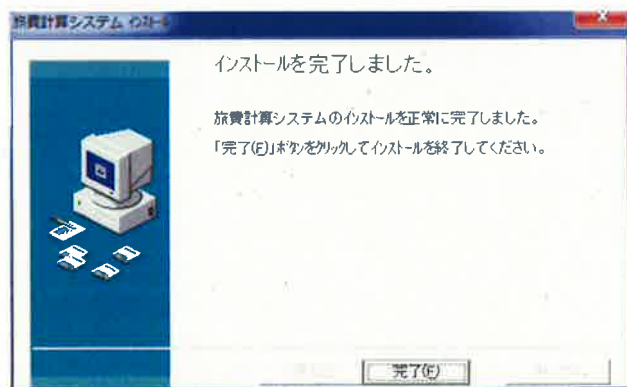 旅費計算システム インストール
インストールを完了しました。
旅費計算システムのインストールを正常に完了しました。
「完了(F)」ボタンをクリックしてインストールを終了してください。
完了(F)